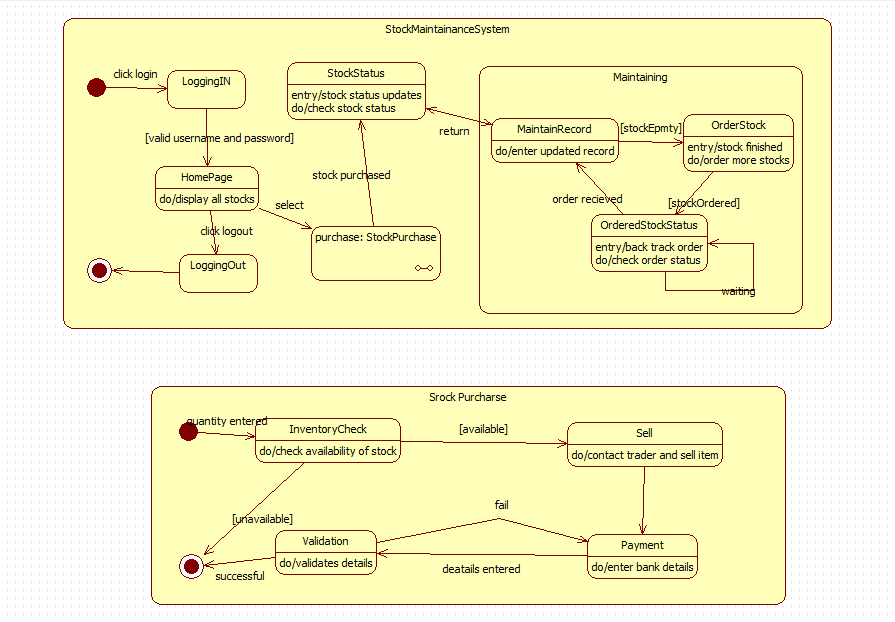 StockMaintainanceSystem
click login
LoggingIN
StockStatus
entry/stock status updates
do/check stock status
Maintaining
return
MaintainRecord
do/enter updated record
[stockEpmty]
OrderStock
entry/stock finished
do/order more stocks
[valid username and password]
HomePage
do/display all stocks
stock purchased
select
order recieved
[stockOrdered]
click logout
purchase: StockPurchase
OrderedStockStatus
entry/back track order
do/check order status
LoggingOut
waiting
Srock Purcharse
quantity entered
InventoryCheck
do/check availability of stock
[available]
Sell
do/contact trader and sell item
[unavailable]
fail
Validation
do/validates details
Payment
do/enter bank details
deatails entered
successful